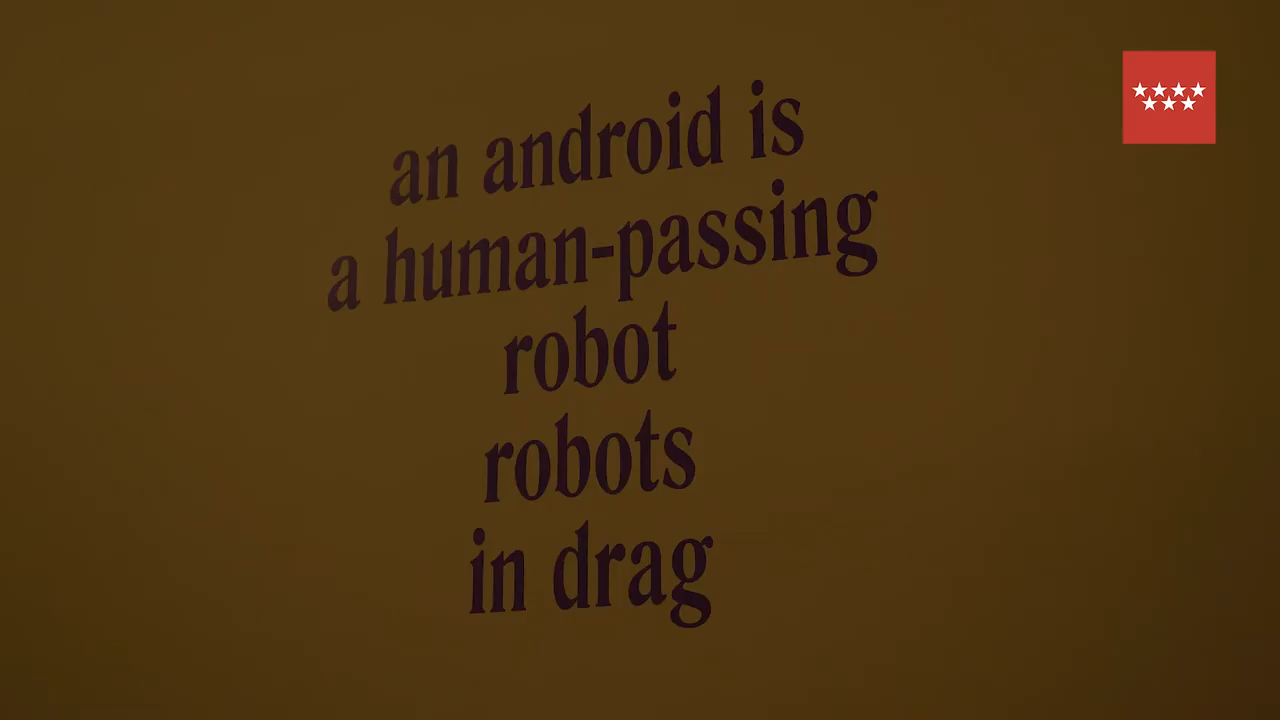 an android is
a human-passing
robot
robots
in drag